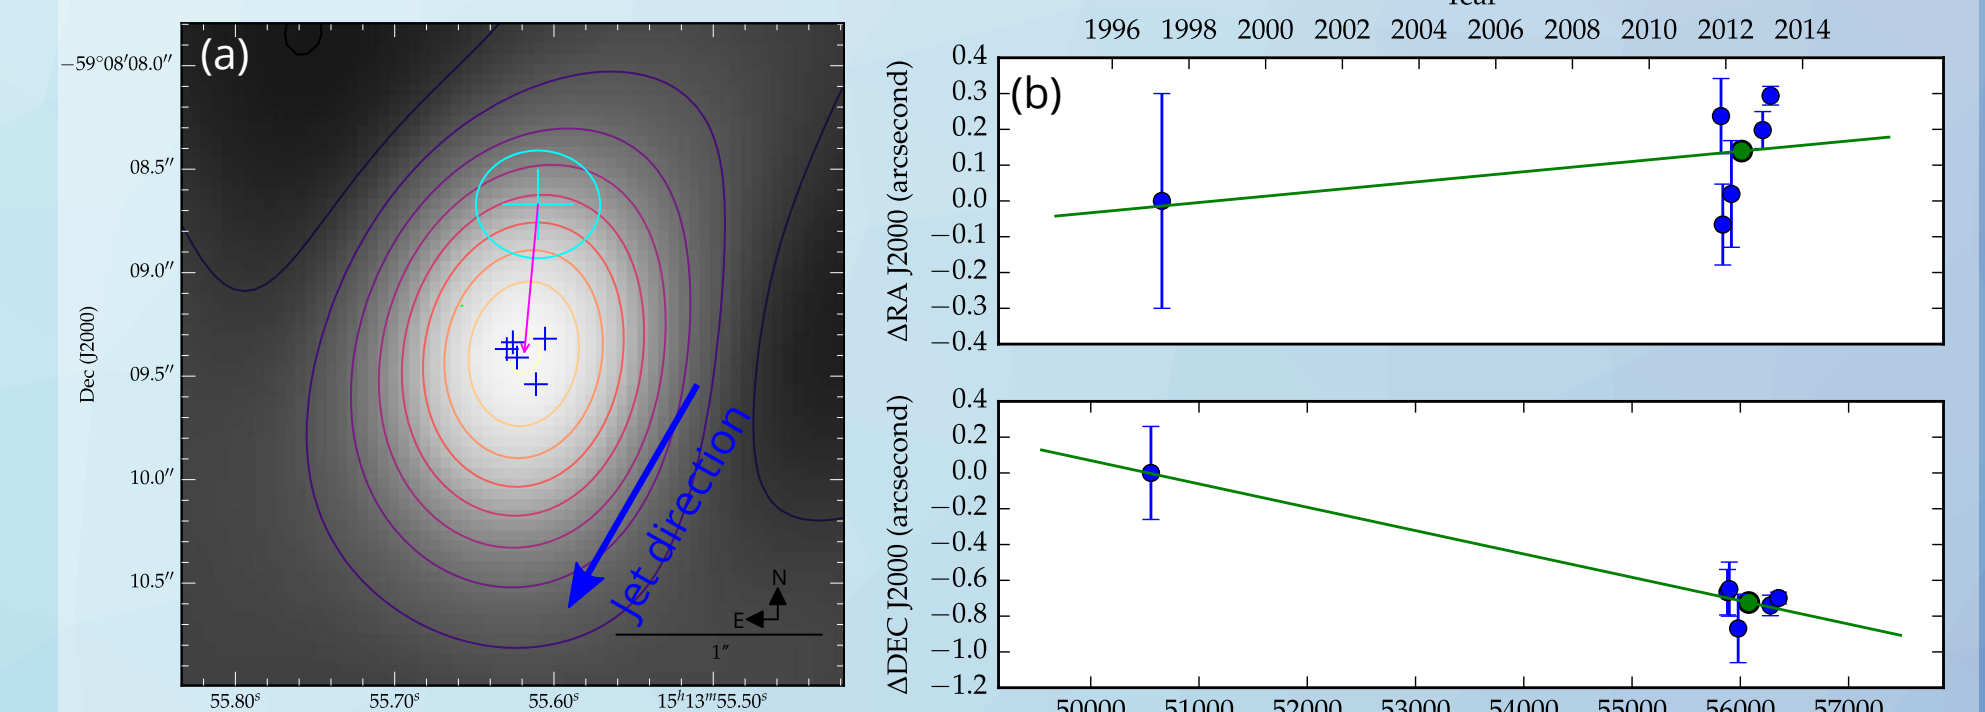 (a)
−59°08′08.0″
08.5″
09.0″
09.5″
10.0″
10.5″
Dec (J2000)
Jet direction
N
E
1″
55.80ˢ
55.70ˢ
55.60ˢ
15ʰ13ᵐ55.50ˢ
Year
1996 1998 2000 2002 2004 2006 2008 2010 2012 2014
(b)
ΔRA J2000 (arcsecond)
0.4
0.3
0.2
0.1
0.0
−0.1
−0.2
−0.3
−0.4
ΔDEC J2000 (arcsecond)
0.4
0.2
0.0
−0.2
−0.4
−0.6
−0.8
−1.0
−1.2
50000 51000 52000 53000 54000 55000 56000 57000